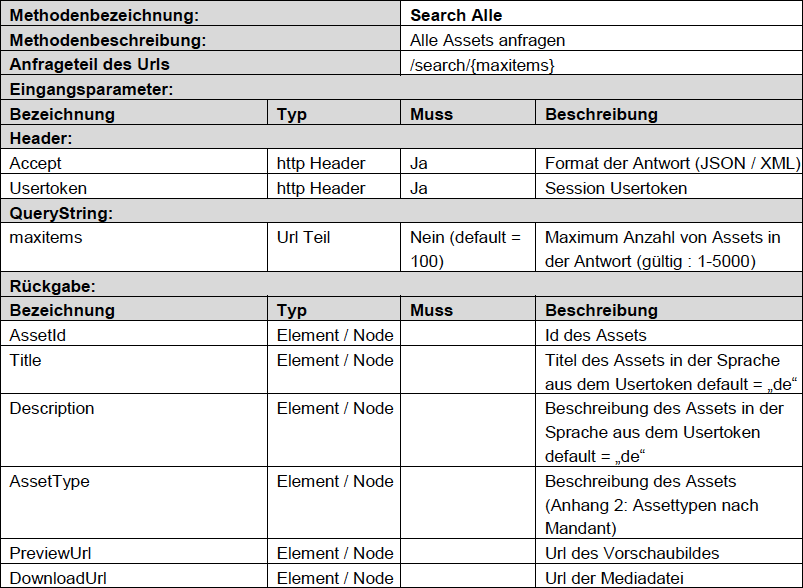 Methodenbezeichnung: Search Alle
Methodenbeschreibung: Alle Assets anfragen
Anfrageteil des Urls /search/{maxitems}
Eingangsparameter:
Bezeichnung Typ Muss Beschreibung
Header:
Accept http Header Ja Format der Antwort (JSON / XML)
Usertoken http Header Ja Session Usertoken
QueryString:
maxitems Url Teil Nein (default = Maximum Anzahl von Assets in
100) der Antwort (gültig : 1-5000)
Rückgabe:
Bezeichnung Typ Muss Beschreibung
AssetId Element / Node Id des Assets
Title Element / Node Titel des Assets in der Sprache
aus dem Usertoken default = „de“
Description Element / Node Beschreibung des Assets in der
Sprache aus dem Usertoken
default = „de“
AssetType Element / Node Beschreibung des Assets
(Anhang 2: Assettypen nach
Mandant)
PreviewUrl Element / Node Url des Vorschaubildes
DownloadUrl Element / Node Url der Mediadatei